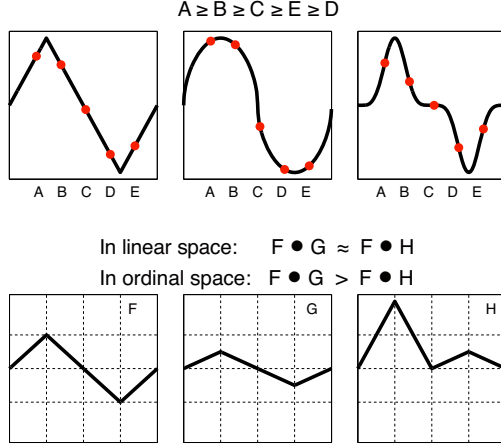 A ≥ B ≥ C ≥ E ≥ D
A B C D E A B C D E A B C D E
In linear space: F ● G ≈ F ● H
In ordinal space: F ● G > F ● H
F G H